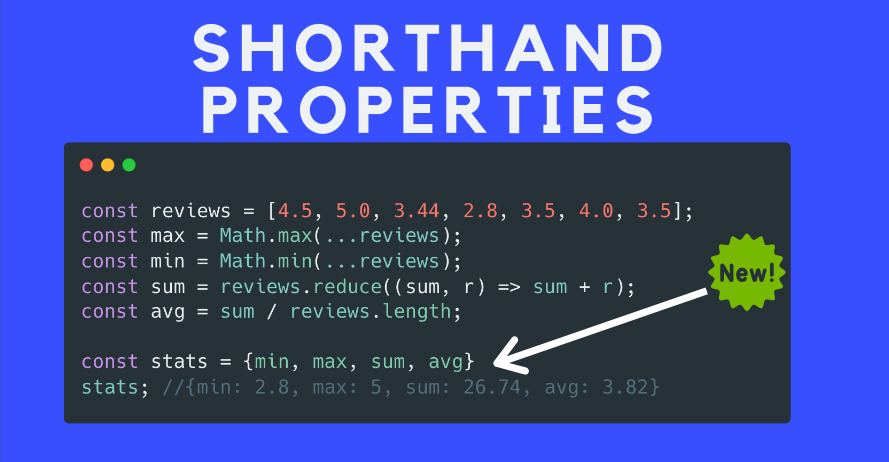 SHORTHAND
PROPERTIES
const reviews = [4.5, 5.0, 3.44, 2.8, 3.5, 4.0, 3.5];
const max = Math.max(...reviews);
const min = Math.min(...reviews);
const sum = reviews.reduce((sum, r) => sum + r);
const avg = sum / reviews.length;
New!
const stats = {min, max, sum, avg}
stats; //{min: 2.8, max: 5, sum: 26.74, avg: 3.82}